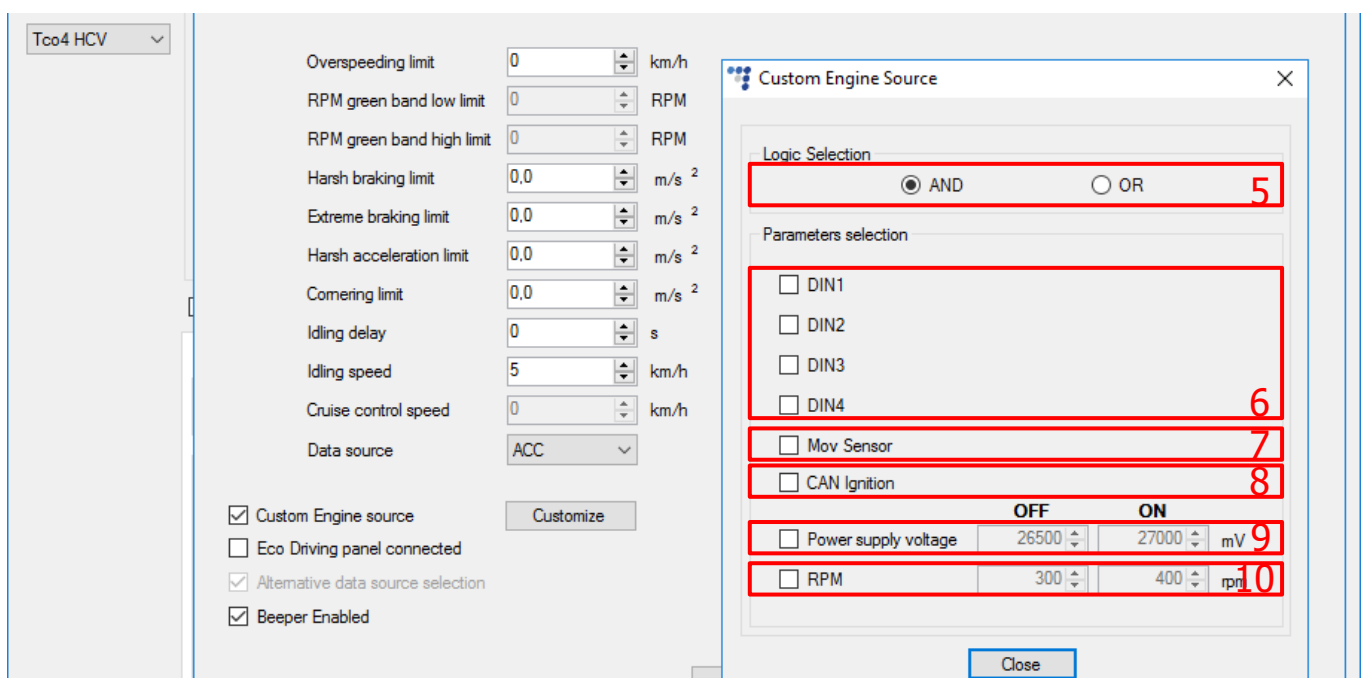 Tco4 HCV
Overspeeding limit 0 km/h
RPM green band low limit 0 RPM
RPM green band high limit 0 RPM
Harsh braking limit 0,0 m/s 2
Extreme braking limit 0,0 m/s 2
Harsh acceleration limit 0,0 m/s 2
Cornering limit 0,0 m/s 2
Idling delay 0 s
Idling speed 5 km/h
Cruise control speed 0 km/h
Data source ACC
Custom Engine source Customize
Eco Driving panel connected
Alternative data source selection
Beeper Enabled
Custom Engine Source
Logic Selection
AND OR 5
Parameters selection
DIN1
DIN2
DIN3
DIN4 6
Mov Sensor 7
CAN Ignition 8
OFF ON
Power supply voltage 26500 27000 mV 9
RPM 300 400 rpm 10
Close